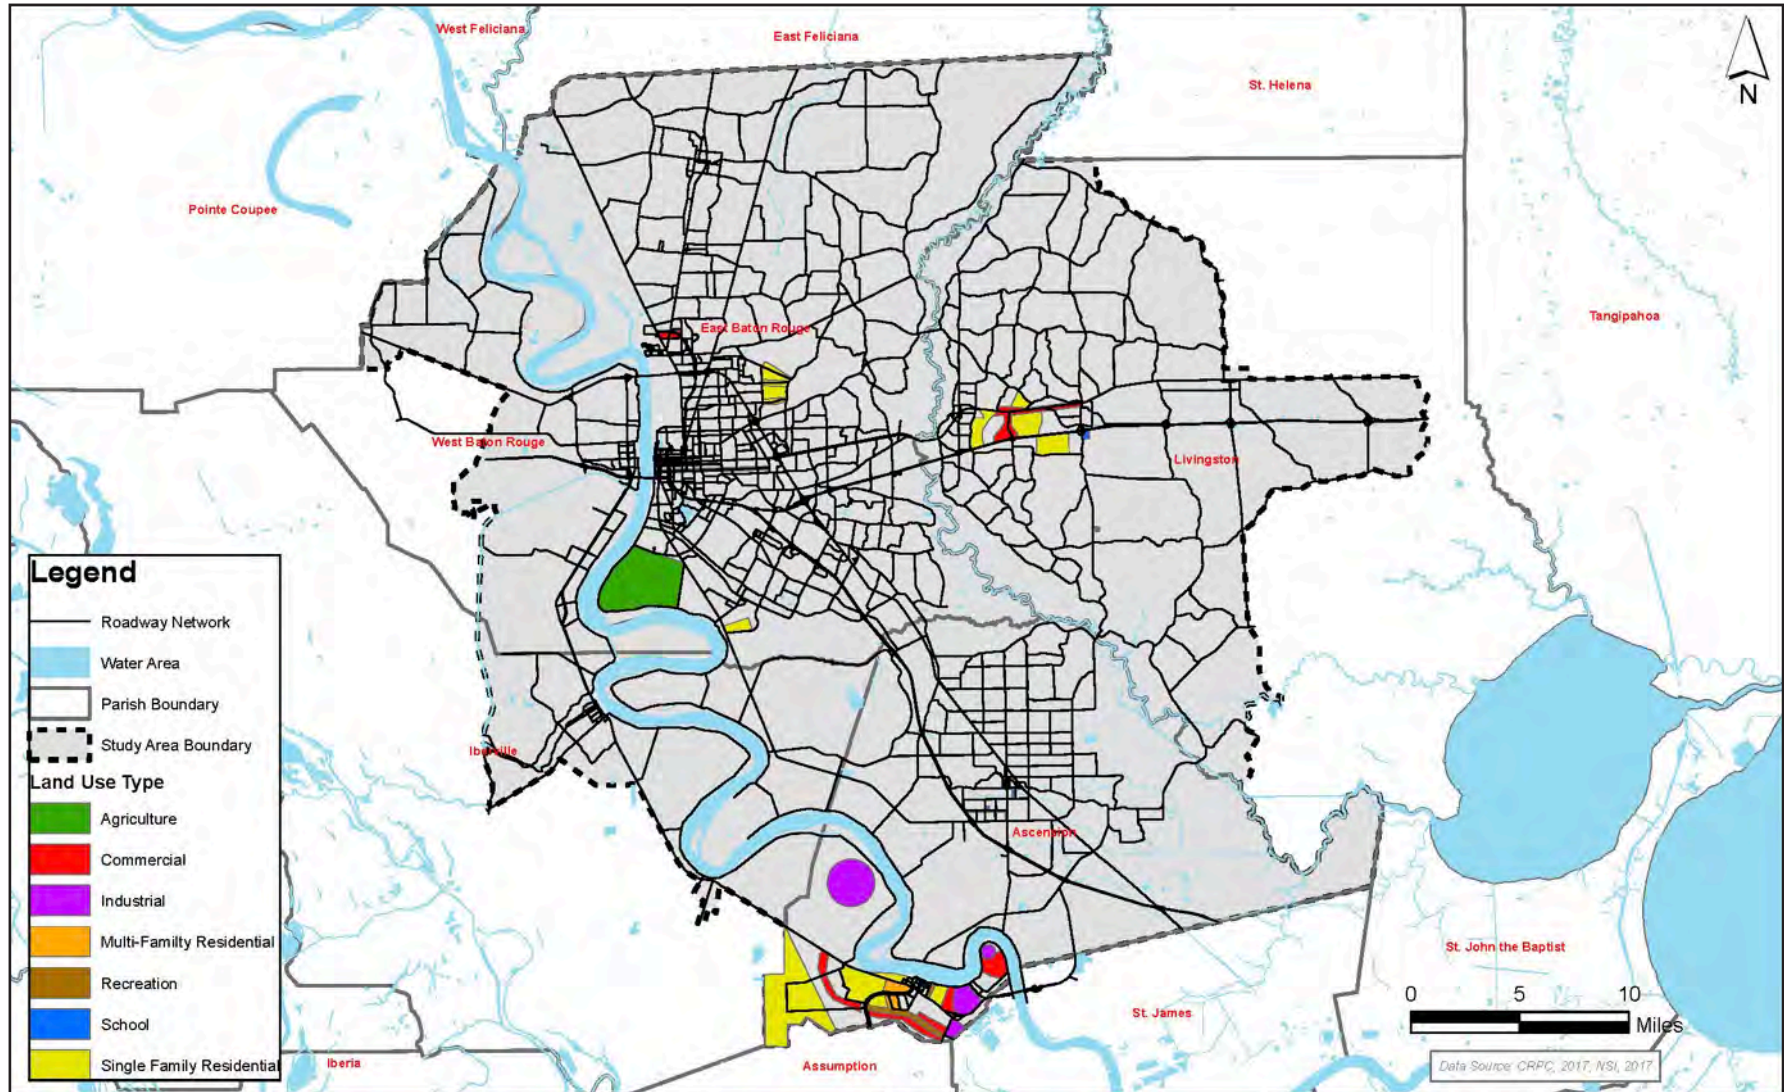 West Feliciana
East Feliciana
St. Helena
N
Pointe Coupee
Tangipahoa
East Baton Rouge
West Baton Rouge
Livingston
Legend
Roadway Network
Water Area
Parish Boundary
Study Area Boundary
Land Use Type
Agriculture
Commercial
Industrial
Multi-Familty Residential
Recreation
School
Single Family Residential
Iberville
Ascension
St. John the Baptist
0 5 10
Miles
St. James
Iberia
Assumption
Data Source: CRPC, 2017, NSI, 2017